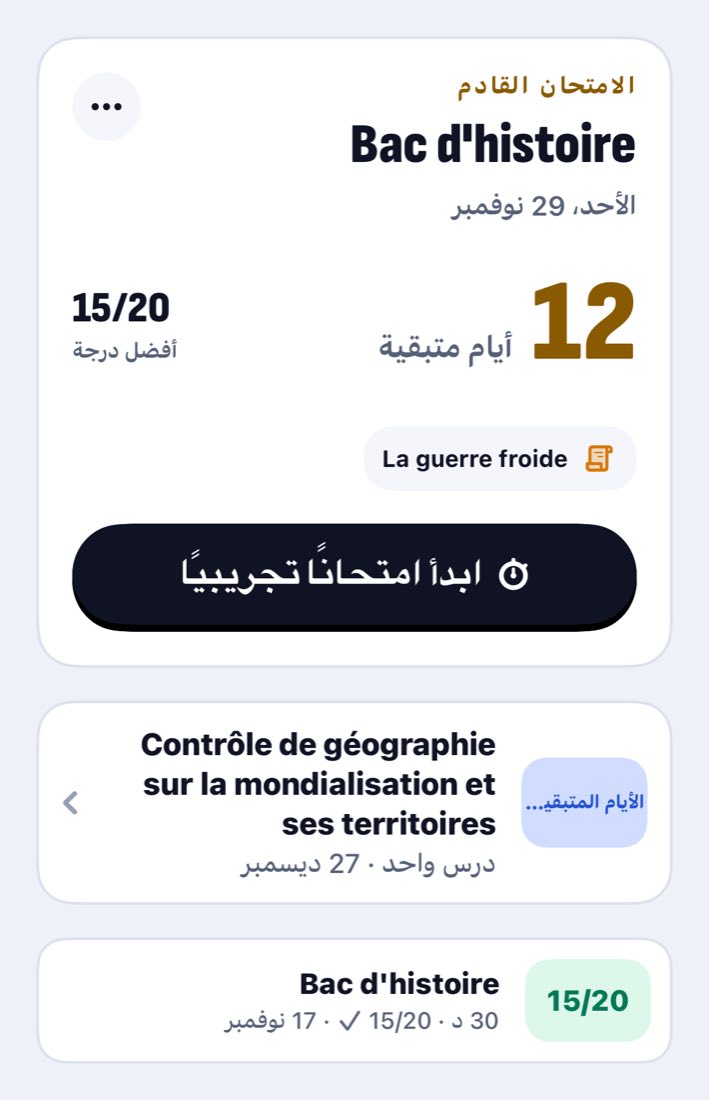 الامتحان القادم
Bac d'histoire
الأحد، 29 نوفمبر
12 أيام متبقية
15/20
أفضل درجة
La guerre froide
ابدأ امتحانًا تجريبيًا
الأيام المتبقي...
Contrôle de géographie
sur la mondialisation et
ses territoires
درس واحد · 27 ديسمبر
15/20
Bac d'histoire
30 د · 15/20 ✓ · 17 نوفمبر